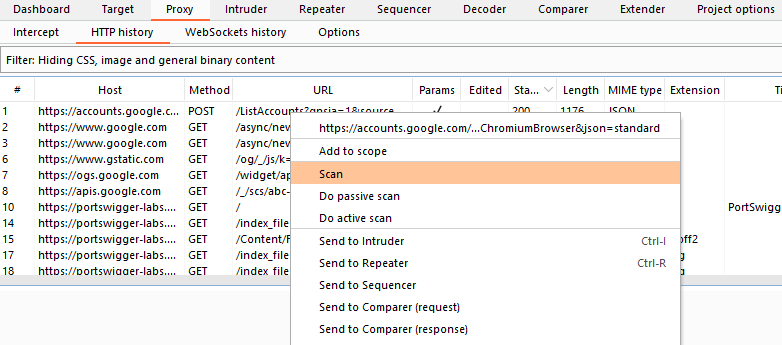 Dashboard Target Proxy Intruder Repeater Sequencer Decoder Comparer Extender Project options
Intercept HTTP history WebSockets history Options
Filter: Hiding CSS, image and general binary content
# Host Method URL Params Edited Sta... Length MIME type Extension Ti
1 https://accounts.google.c... POST /ListAccounts?gpsia=1&source ✓ 200 1176 JSON
2 https://www.google.com GET /async/new
3 https://www.google.com GET /async/new
6 https://www.gstatic.com GET /og/_/js/k=
7 https://ogs.google.com GET /widget/ap
8 https://apis.google.com GET /_/scs/abc-
10 https://portswigger-labs.... GET / PortSwigg
14 https://portswigger-labs.... GET /index_file
15 https://portswigger-labs.... GET /Content/F off2
17 https://portswigger-labs.... GET /index_file g
18 https://portswigger-labs.... GET /index_file
https://accounts.google.com/...ChromiumBrowser&json=standard
Add to scope
Scan
Do passive scan
Do active scan
Send to Intruder Ctrl-I
Send to Repeater Ctrl-R
Send to Sequencer
Send to Comparer (request)
Send to Comparer (response)